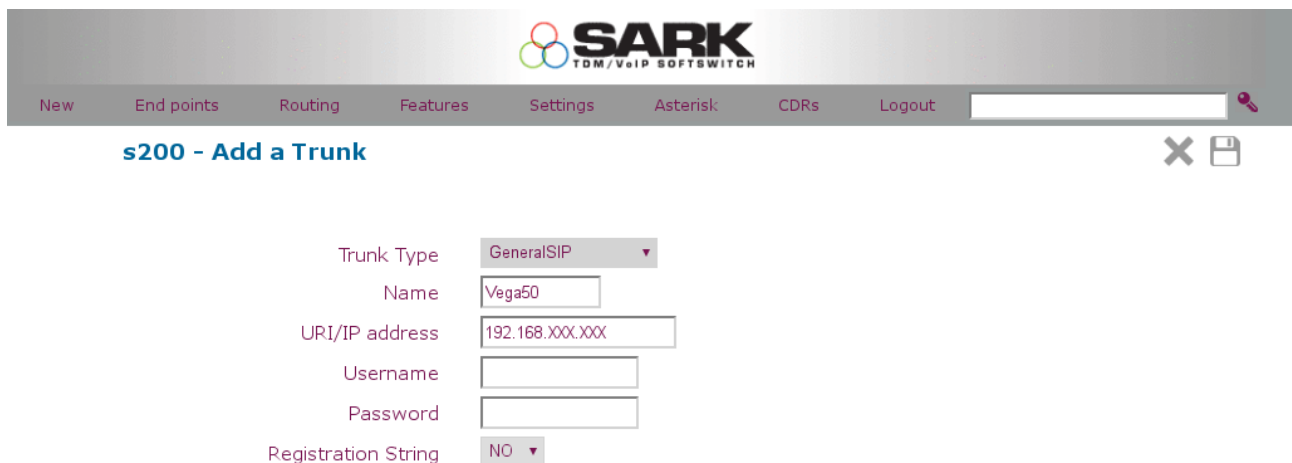 SARK
TDM/VoIP SOFTSWITCH
New End points Routing Features Settings Asterisk CDRs Logout
s200 - Add a Trunk
Trunk Type GeneralSIP
Name Vega50
URI/IP address 192.168.XXX.XXX
Username
Password
Registration String NO